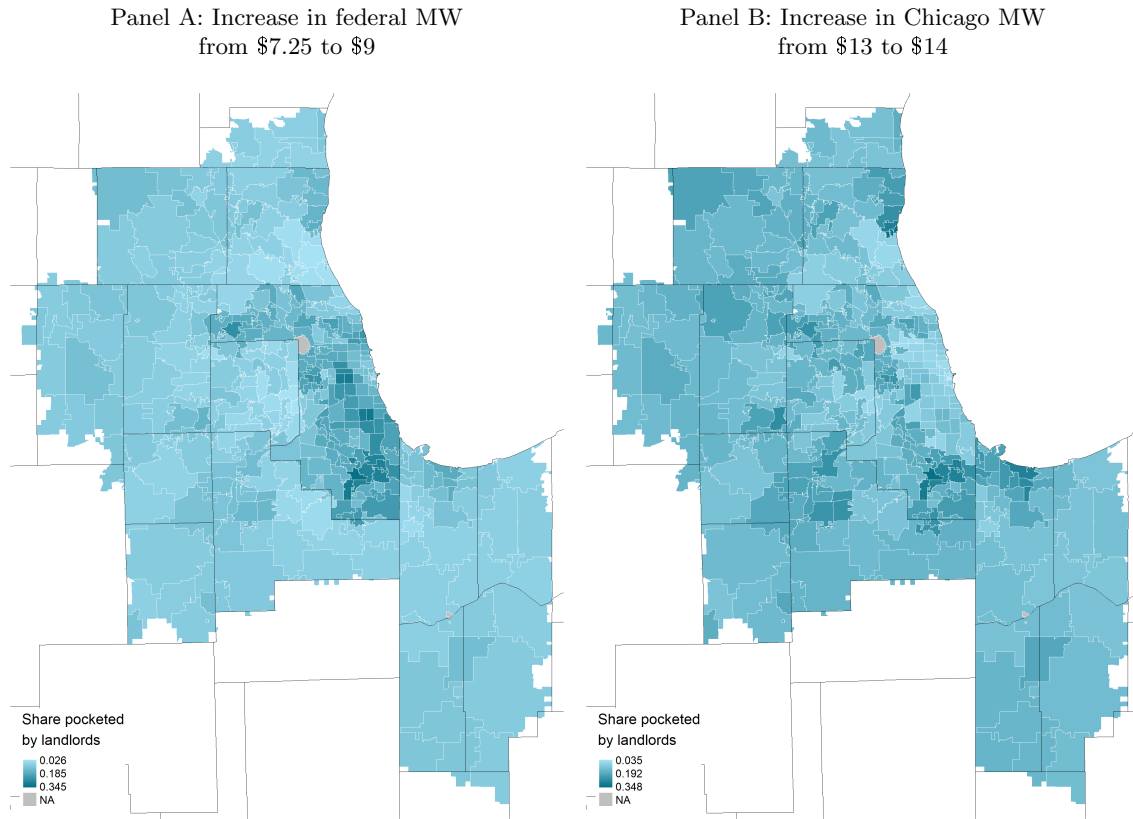 Panel A: Increase in federal MW
from $7.25 to $9
Panel B: Increase in Chicago MW
from $13 to $14
Share pocketed
by landlords
0.026
0.185
0.345
NA
Share pocketed
by landlords
0.035
0.192
0.348
NA